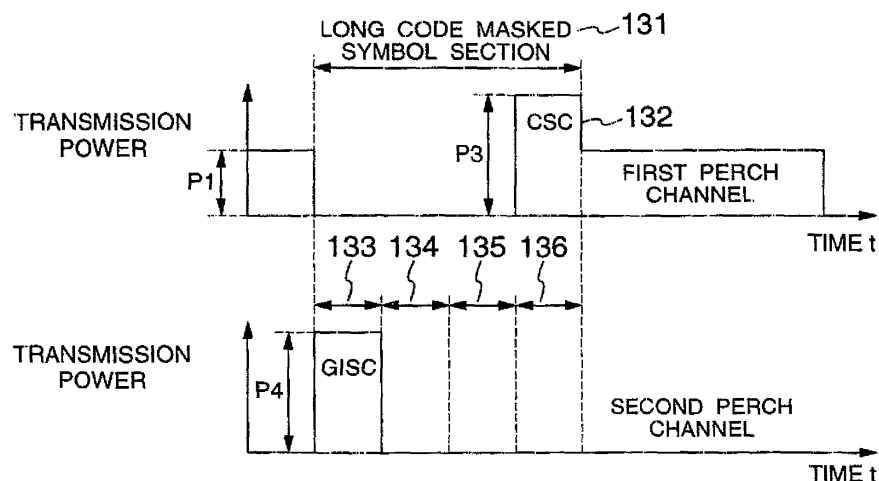 LONG CODE MASKED 131
SYMBOL SECTION
TRANSMISSION
POWER
P1
P3
CSC
132
FIRST PERCH
CHANNEL
TIME t
133 134 135 136
TRANSMISSION
POWER
P4
GISC
SECOND PERCH
CHANNEL
TIME t